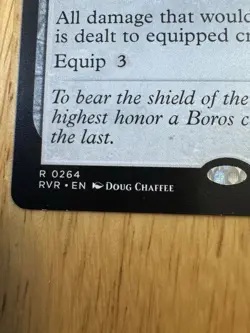 All damage that would
is dealt to equipped cr
Equip 3
To bear the shield of the
highest honor a Boros c
the last.
R 0264
RVR • EN Doug Chaffee